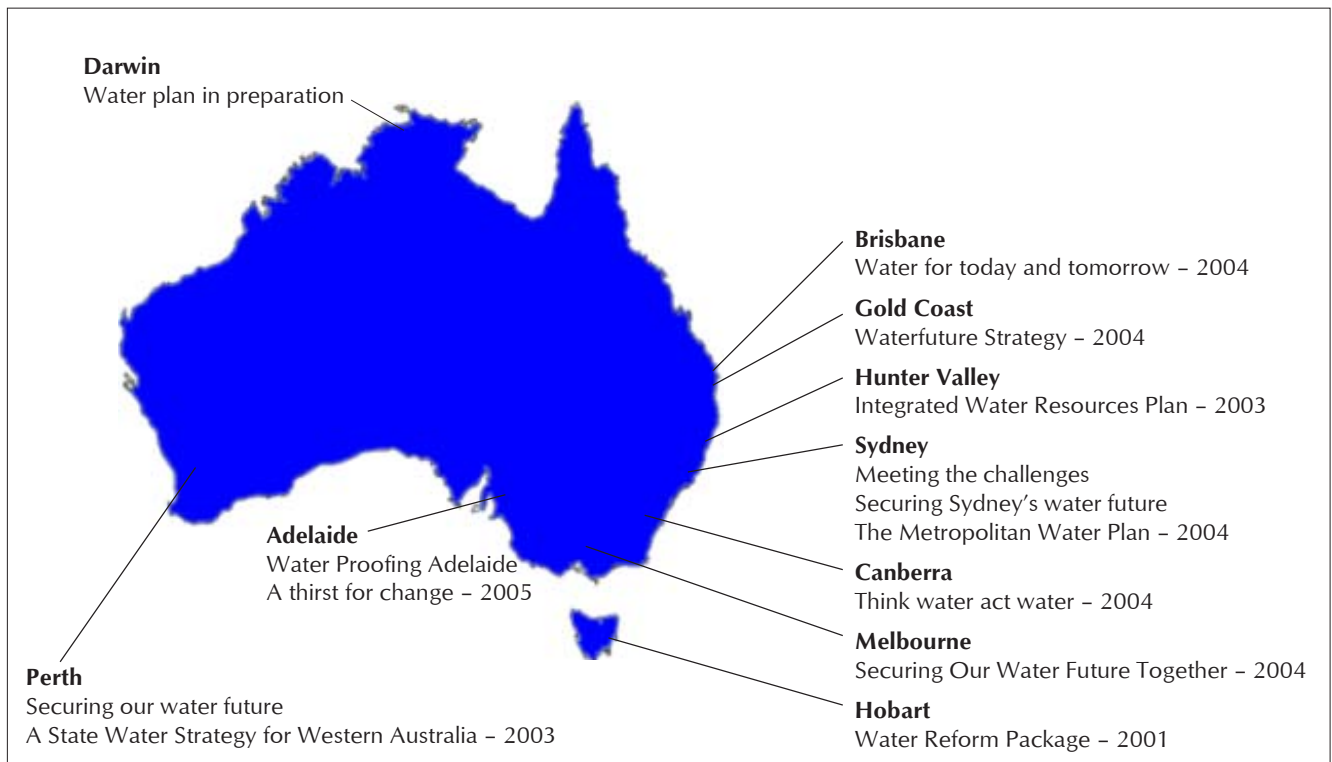 Darwin
Water plan in preparation
Brisbane
Water for today and tomorrow – 2004
Gold Coast
Waterfuture Strategy – 2004
Hunter Valley
Integrated Water Resources Plan – 2003
Sydney
Meeting the challenges
Securing Sydney’s water future
The Metropolitan Water Plan – 2004
Canberra
Think water act water – 2004
Melbourne
Securing Our Water Future Together – 2004
Hobart
Water Reform Package – 2001
Adelaide
Water Proofing Adelaide
A thirst for change – 2005
Perth
Securing our water future
A State Water Strategy for Western Australia – 2003